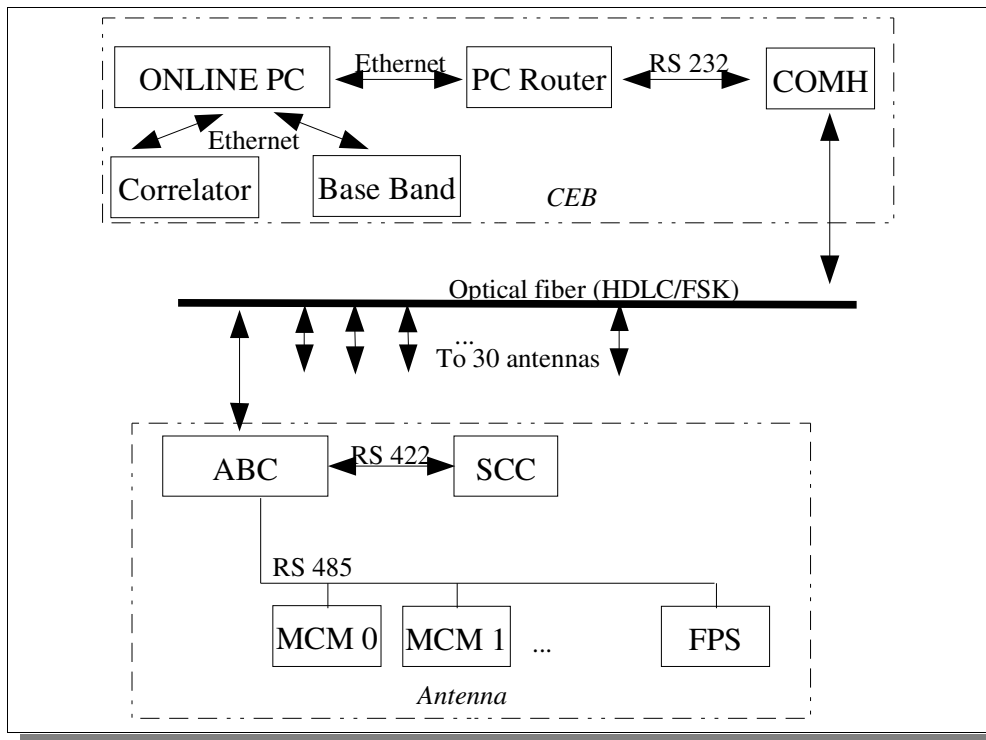 ONLINE PC
Ethernet
PC Router
RS 232
COMH
Ethernet
Correlator
Base Band
CEB
Optical fiber (HDLC/FSK)
...
To 30 antennas
ABC
RS 422
SCC
RS 485
MCM 0
MCM 1
...
FPS
Antenna